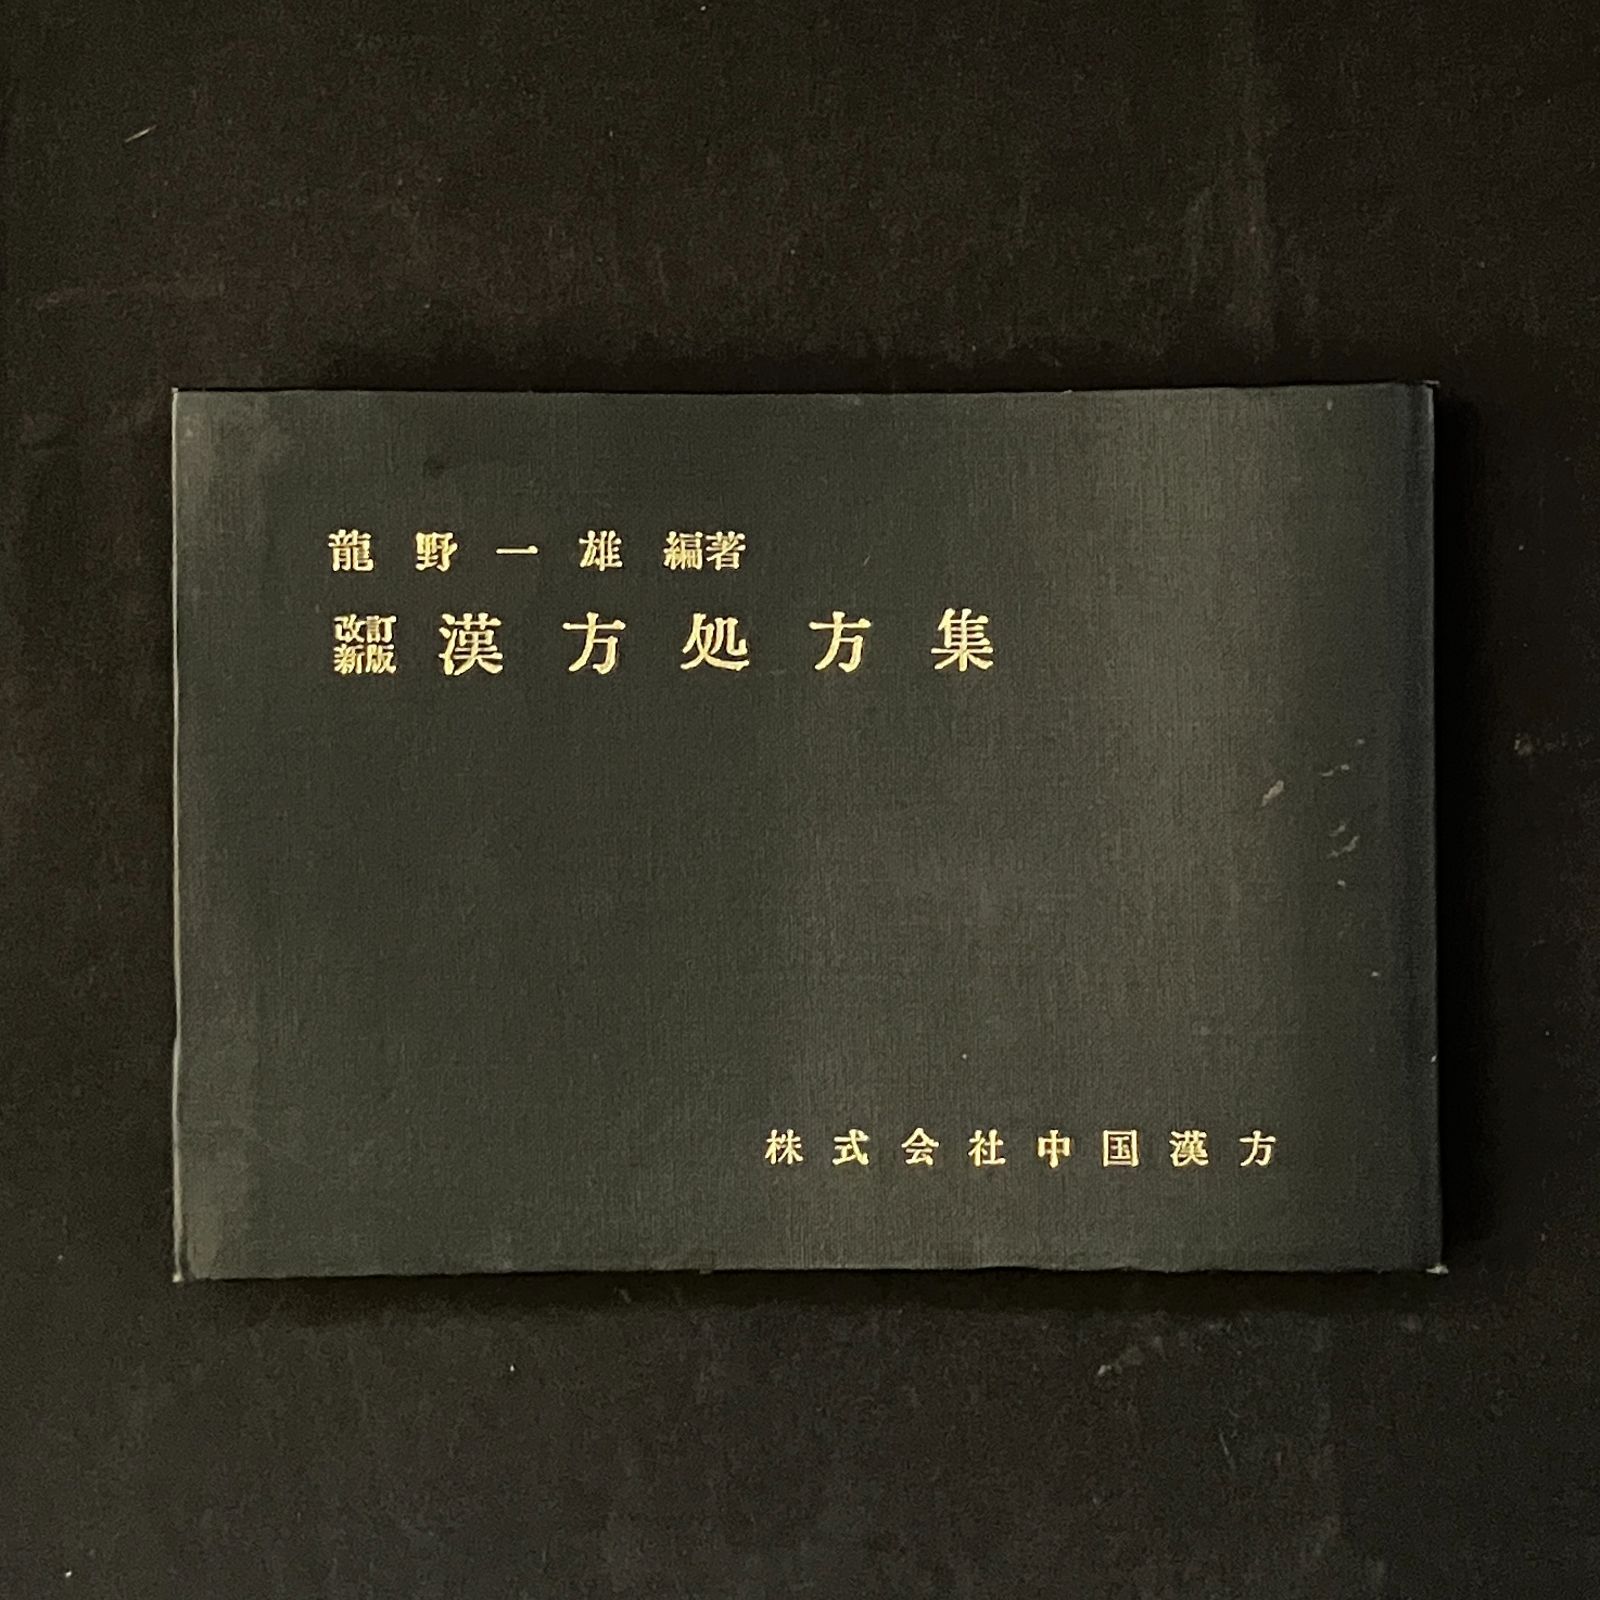 龍野一雄 編著
改訂新版 漢方処方集
株式会社中国漢方